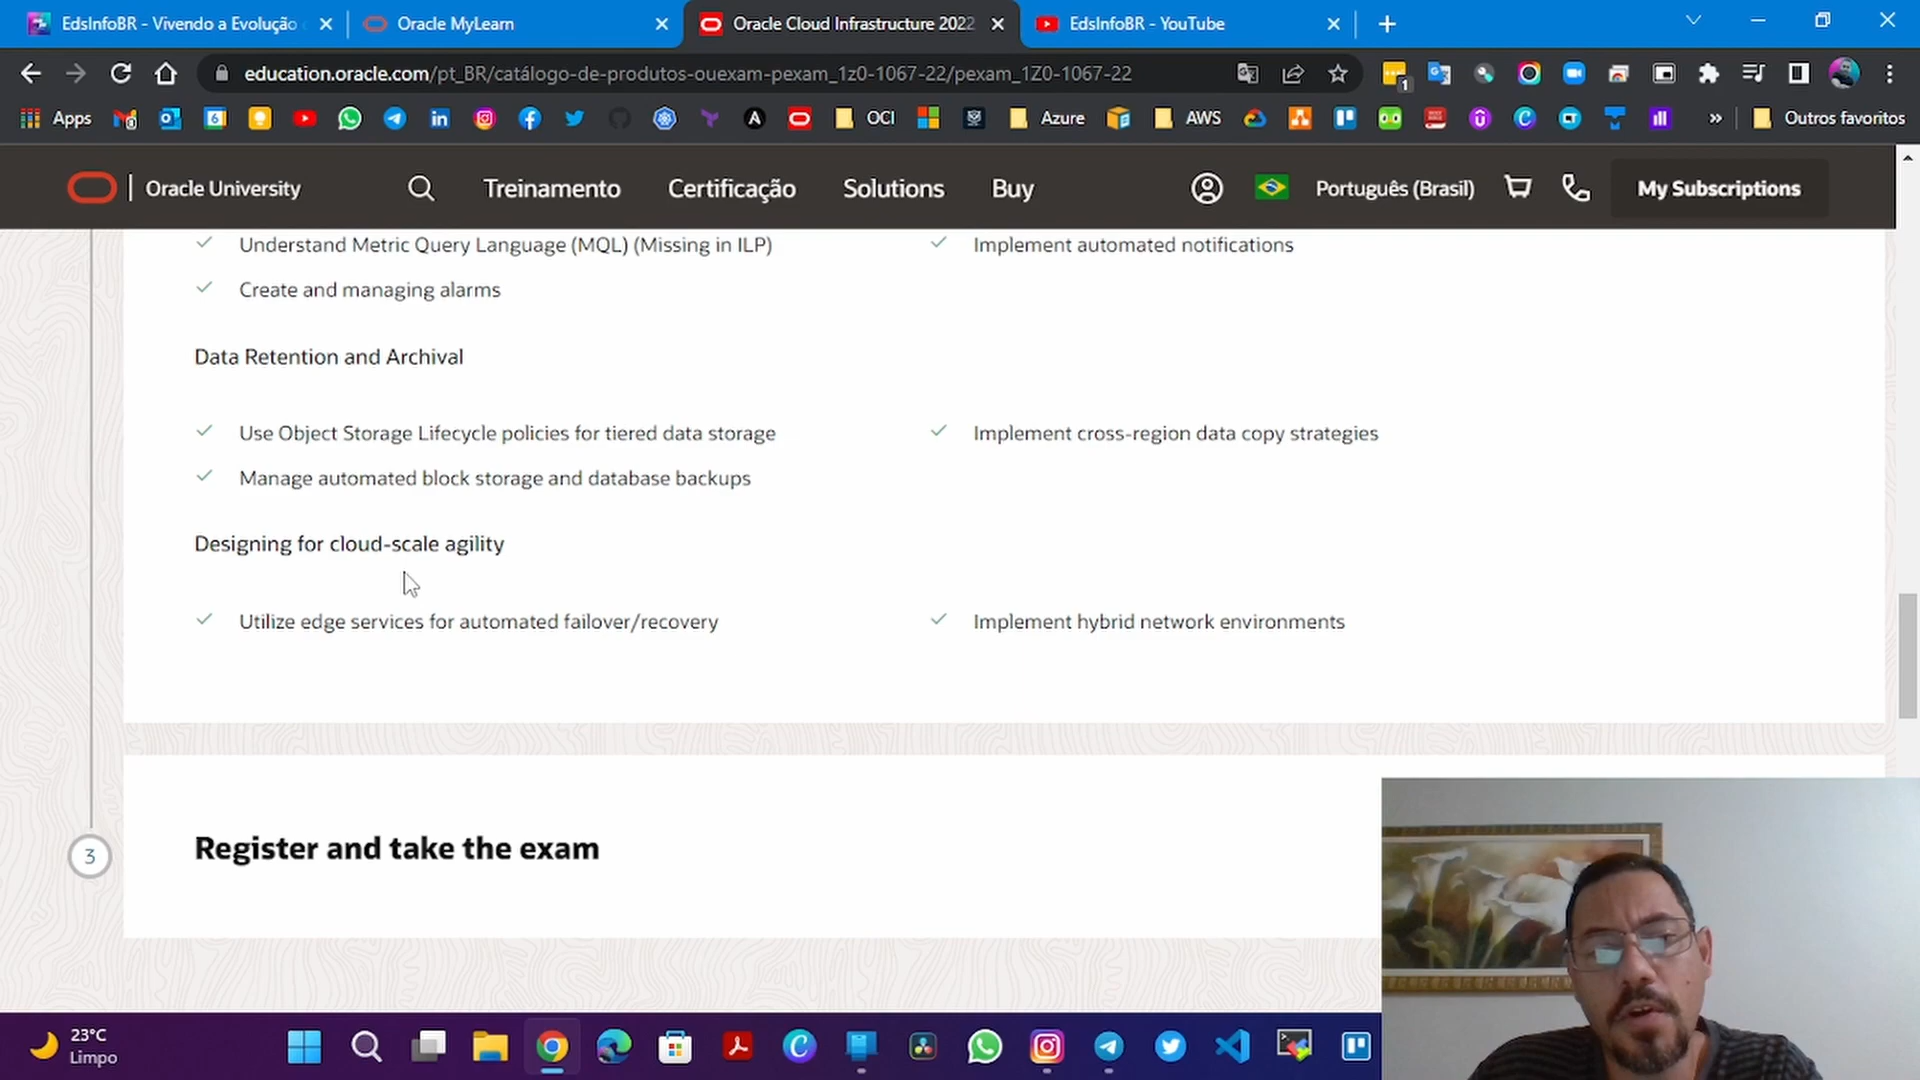 EdsInfoBR - Vivendo a Evolução
Oracle MyLearn
Oracle Cloud Infrastructure 2022
EdsInfoBR - YouTube
education.oracle.com/pt_BR/catálogo-de-produtos-ouexam-pexam_1z0-1067-22/pexam_1Z0-1067-22
1
Apps
6
OCI
Azure
AWS
Outros favoritos
Oracle University
Treinamento
Certificação
Solutions
Buy
Português (Brasil)
My Subscriptions
Understand Metric Query Language (MQL) (Missing in ILP)
Implement automated notifications
Create and managing alarms
Data Retention and Archival
Use Object Storage Lifecycle policies for tiered data storage
Implement cross-region data copy strategies
Manage automated block storage and database backups
Designing for cloud-scale agility
Utilize edge services for automated failover/recovery
Implement hybrid network environments
3
Register and take the exam
23°C
Limpo